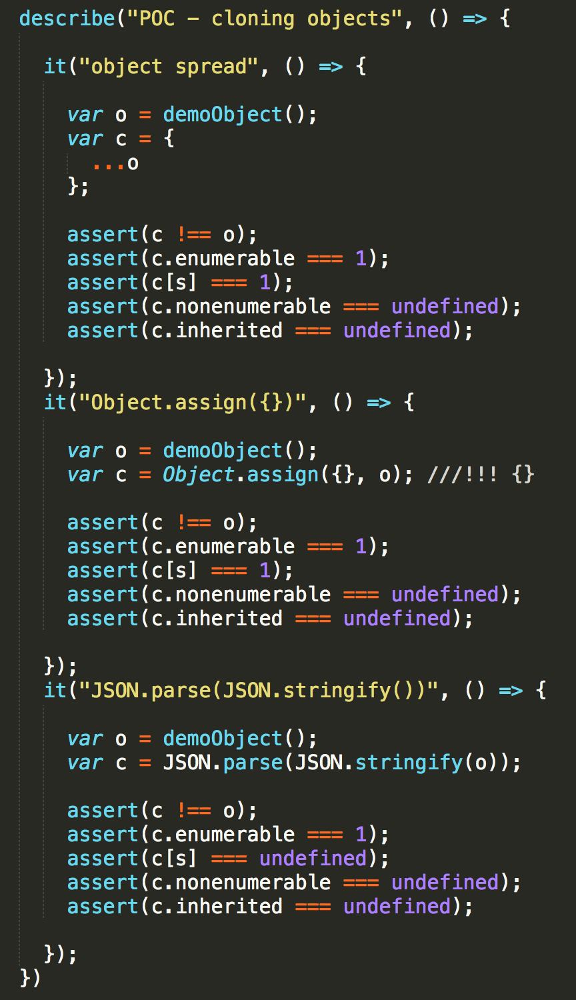 describe("POC - cloning objects", () => {
it("object spread", () => {
var o = demoObject();
var c = {
...o
};
assert(c !== o);
assert(c.enumerable === 1);
assert(c[s] === 1);
assert(c.nonenumerable === undefined);
assert(c.inherited === undefined);
});
it("Object.assign({})", () => {
var o = demoObject();
var c = Object.assign({}, o); ///!!! {}
assert(c !== o);
assert(c.enumerable === 1);
assert(c[s] === 1);
assert(c.nonenumerable === undefined);
assert(c.inherited === undefined);
});
it("JSON.parse(JSON.stringify())", () => {
var o = demoObject();
var c = JSON.parse(JSON.stringify(o));
assert(c !== o);
assert(c.enumerable === 1);
assert(c[s] === undefined);
assert(c.nonenumerable === undefined);
assert(c.inherited === undefined);
});
})